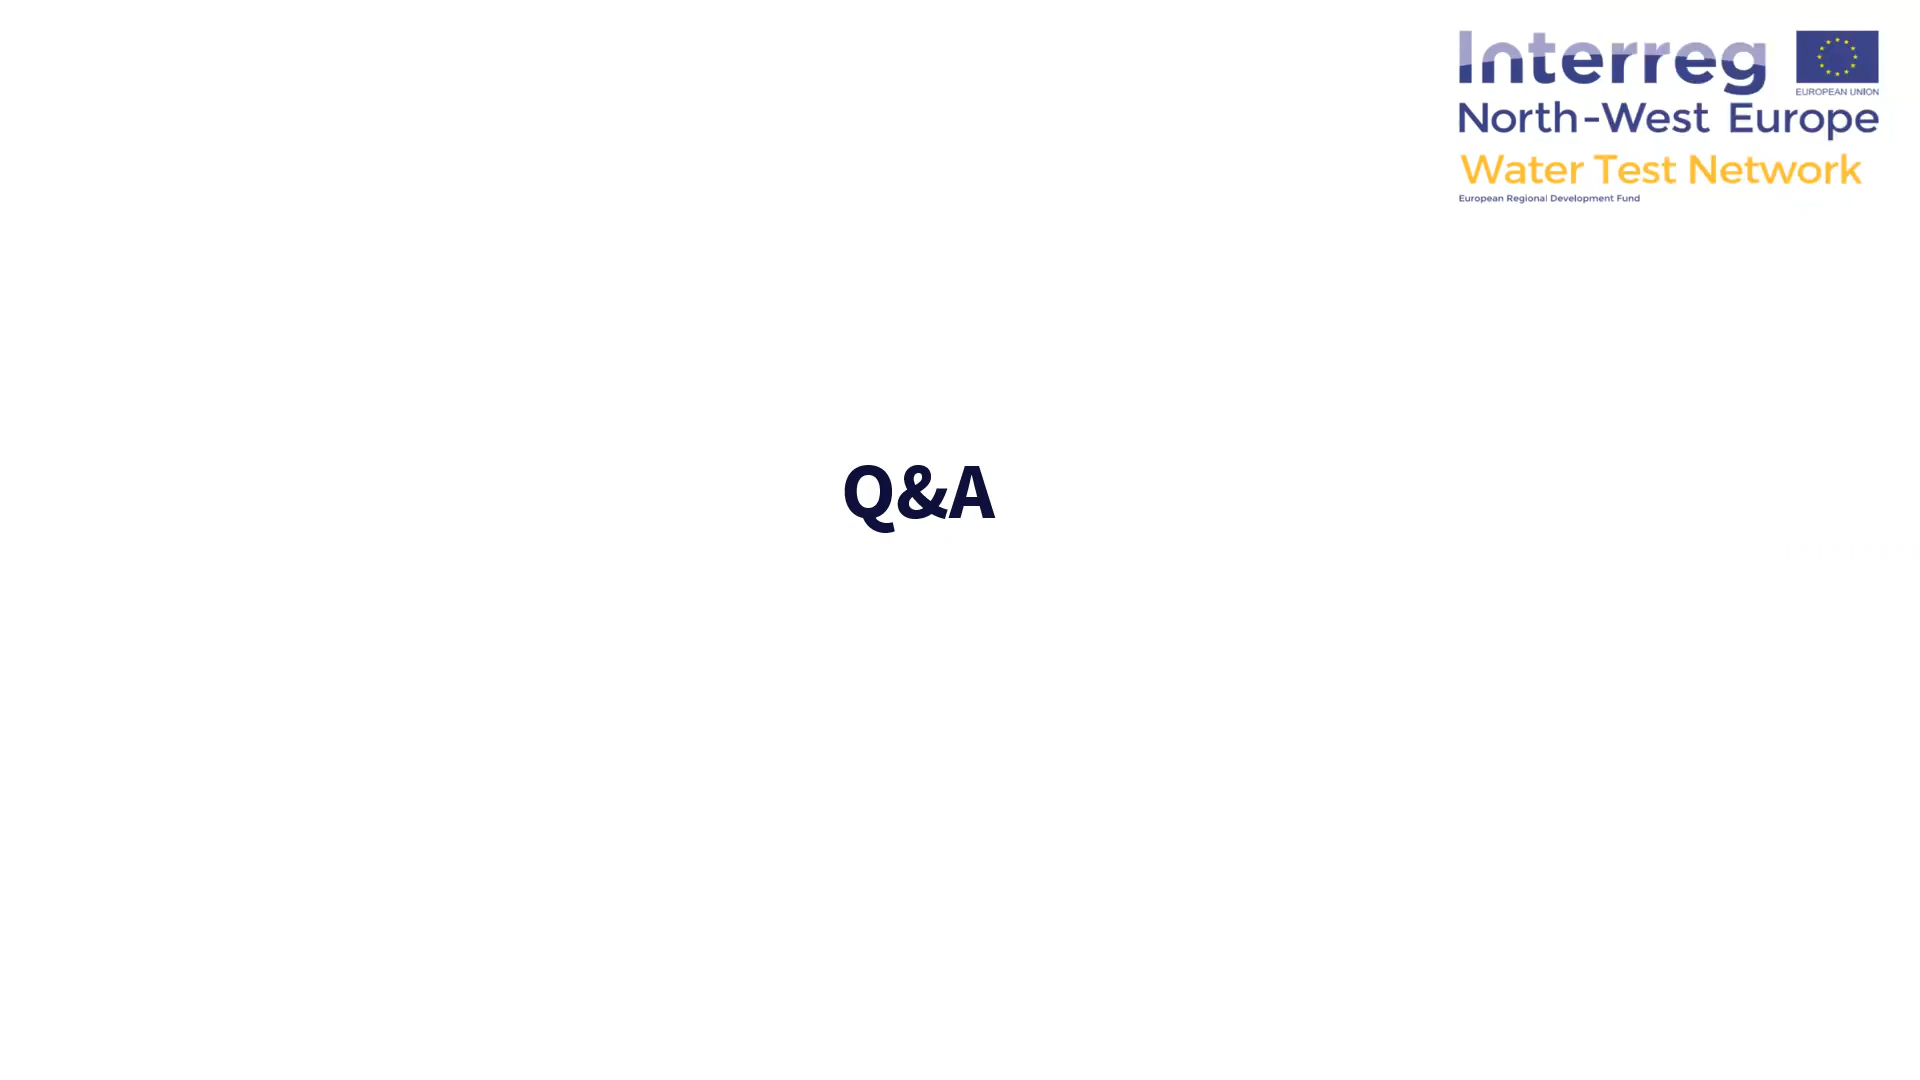 Interreg
EUROPEAN UNION
North-West Europe
Water Test Network
European Regional Development Fund
Q&A